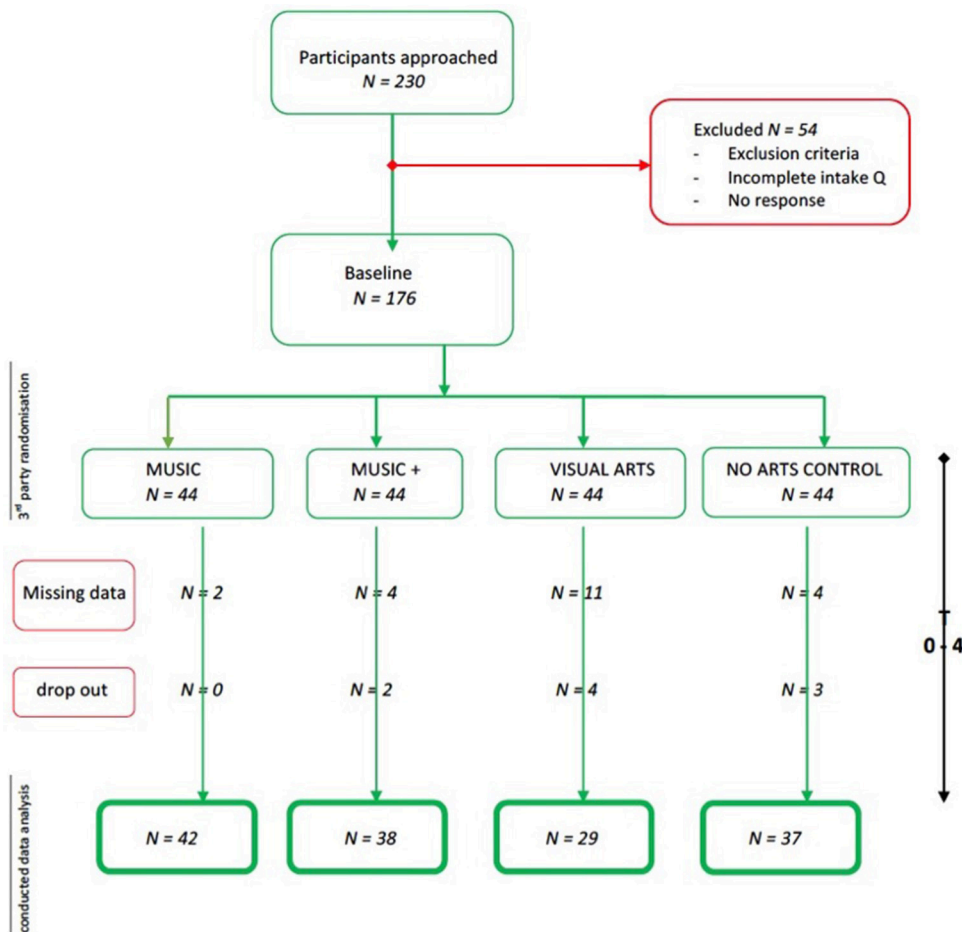 Participants approached
N = 230
Excluded N = 54
- Exclusion criteria
- Incomplete intake Q
- No response
Baseline
N = 176
3rd party randomisation
MUSIC
N = 44
MUSIC +
N = 44
VISUAL ARTS
N = 44
NO ARTS CONTROL
N = 44
Missing data
N = 2
N = 4
N = 11
N = 4
T
0 - 4
drop out
N = 0
N = 2
N = 4
N = 3
conducted data analysis
N = 42
N = 38
N = 29
N = 37